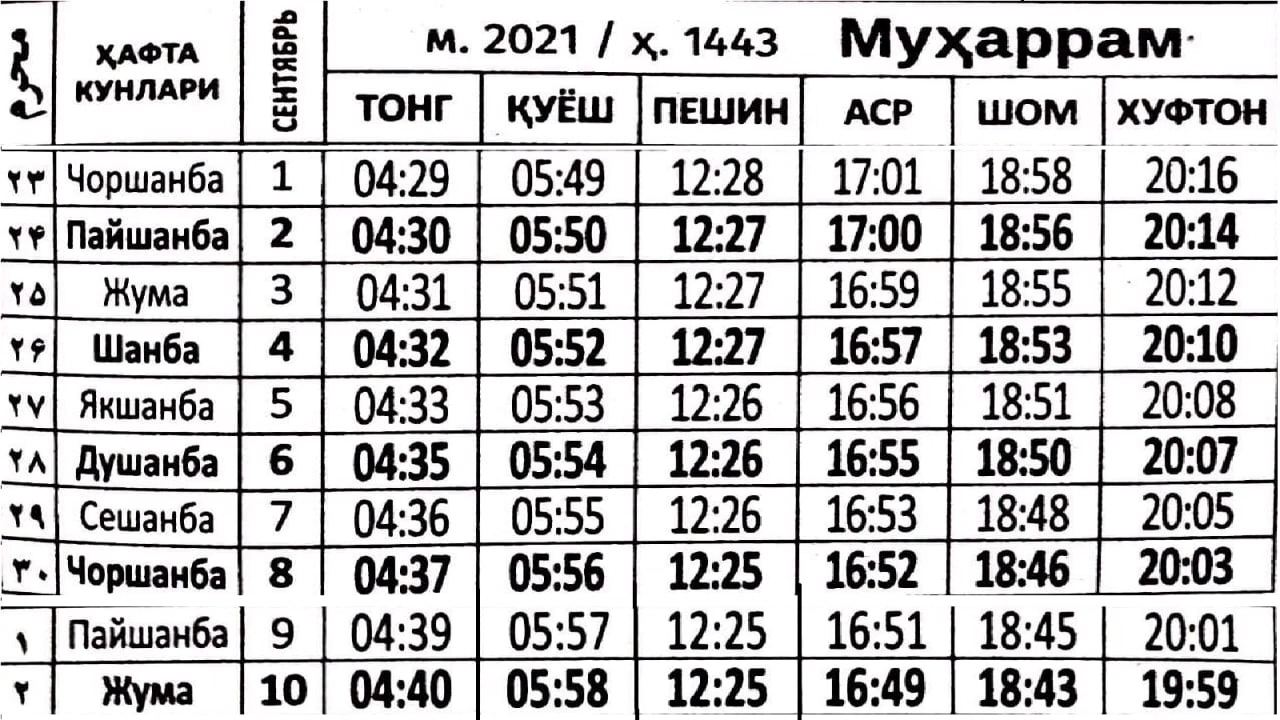 м. 2021 / ҳ. 1443 Муҳаррам
ҲАФТА КУНЛАРИ СЕНТЯБРЬ ТОНГ ҚУЁШ ПЕШИН АСР ШОМ ХУФТОН
۲۳ Чоршанба 1 04:29 05:49 12:28 17:01 18:58 20:16
۲۴ Пайшанба 2 04:30 05:50 12:27 17:00 18:56 20:14
۲۵ Жума 3 04:31 05:51 12:27 16:59 18:55 20:12
۲۶ Шанба 4 04:32 05:52 12:27 16:57 18:53 20:10
۲۷ Якшанба 5 04:33 05:53 12:26 16:56 18:51 20:08
۲۸ Душанба 6 04:35 05:54 12:26 16:55 18:50 20:07
۲۹ Сешанба 7 04:36 05:55 12:26 16:53 18:48 20:05
۳۰ Чоршанба 8 04:37 05:56 12:25 16:52 18:46 20:03
۱ Пайшанба 9 04:39 05:57 12:25 16:51 18:45 20:01
۲ Жума 10 04:40 05:58 12:25 16:49 18:43 19:59